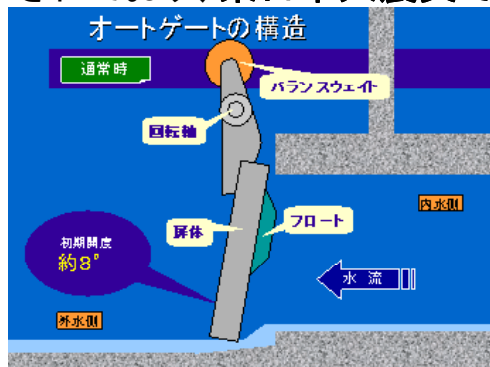 オートゲートの構造
通常時
バランスウェイト
回転軸
内水側
フロート
扉体
初期開度
約8°
水流
外水側